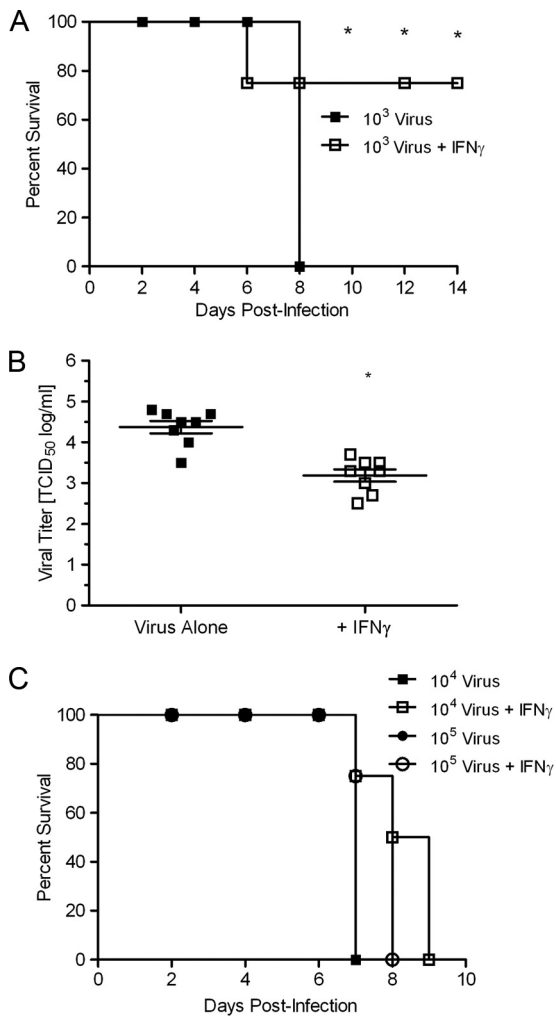 A
Percent Survival
100
80
60
40
20
0
* * *
10³ Virus
10³ Virus + IFNγ
0 2 4 6 8 10 12 14
Days Post-Infection
B
Viral Titer [TCID₅₀ log/ml]
6
5
4
3
2
1
0
*
Virus Alone + IFNγ
C
10⁴ Virus
10⁴ Virus + IFNγ
10⁵ Virus
10⁵ Virus + IFNγ
Percent Survival
100
80
60
40
20
0
0 2 4 6 8 10
Days Post-Infection